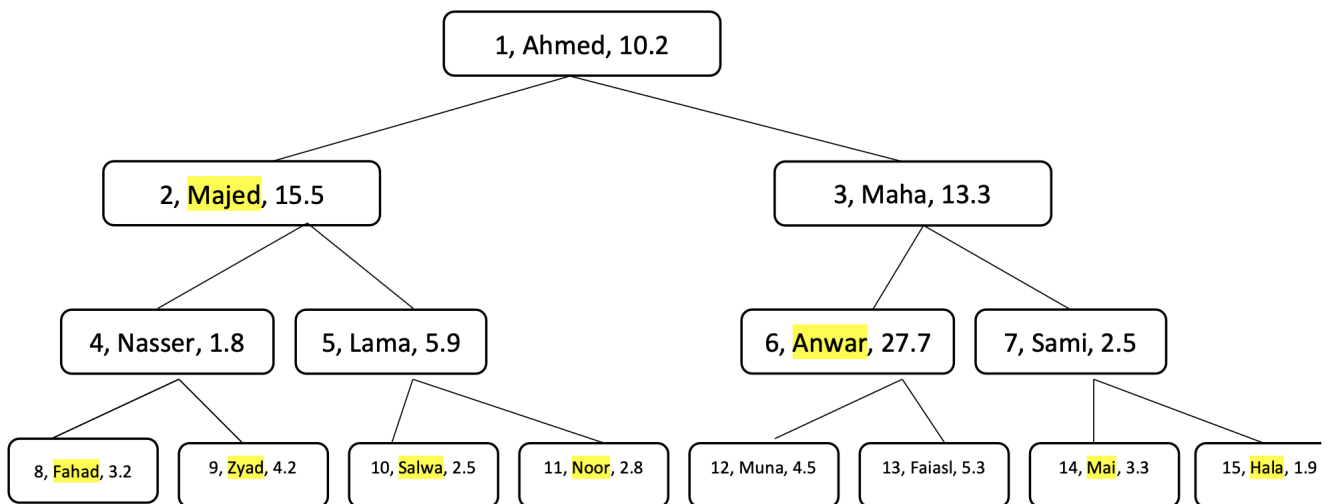 1, Ahmed, 10.2
2, Majed, 15.5
3, Maha, 13.3
4, Nasser, 1.8
5, Lama, 5.9
6, Anwar, 27.7
7, Sami, 2.5
8, Fahad, 3.2
9, Zyad, 4.2
10, Salwa, 2.5
11, Noor, 2.8
12, Muna, 4.5
13, Faiasl, 5.3
14, Mai, 3.3
15, Hala, 1.9